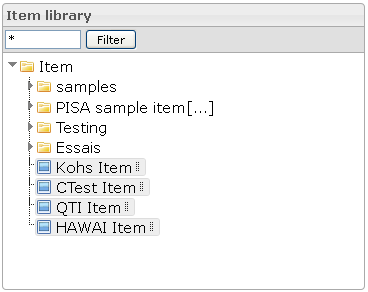 Item library
*
Filter
Item
samples
PISA sample item[...]
Testing
Essais
Kohs Item
CTest Item
QTI Item
HAWAI Item